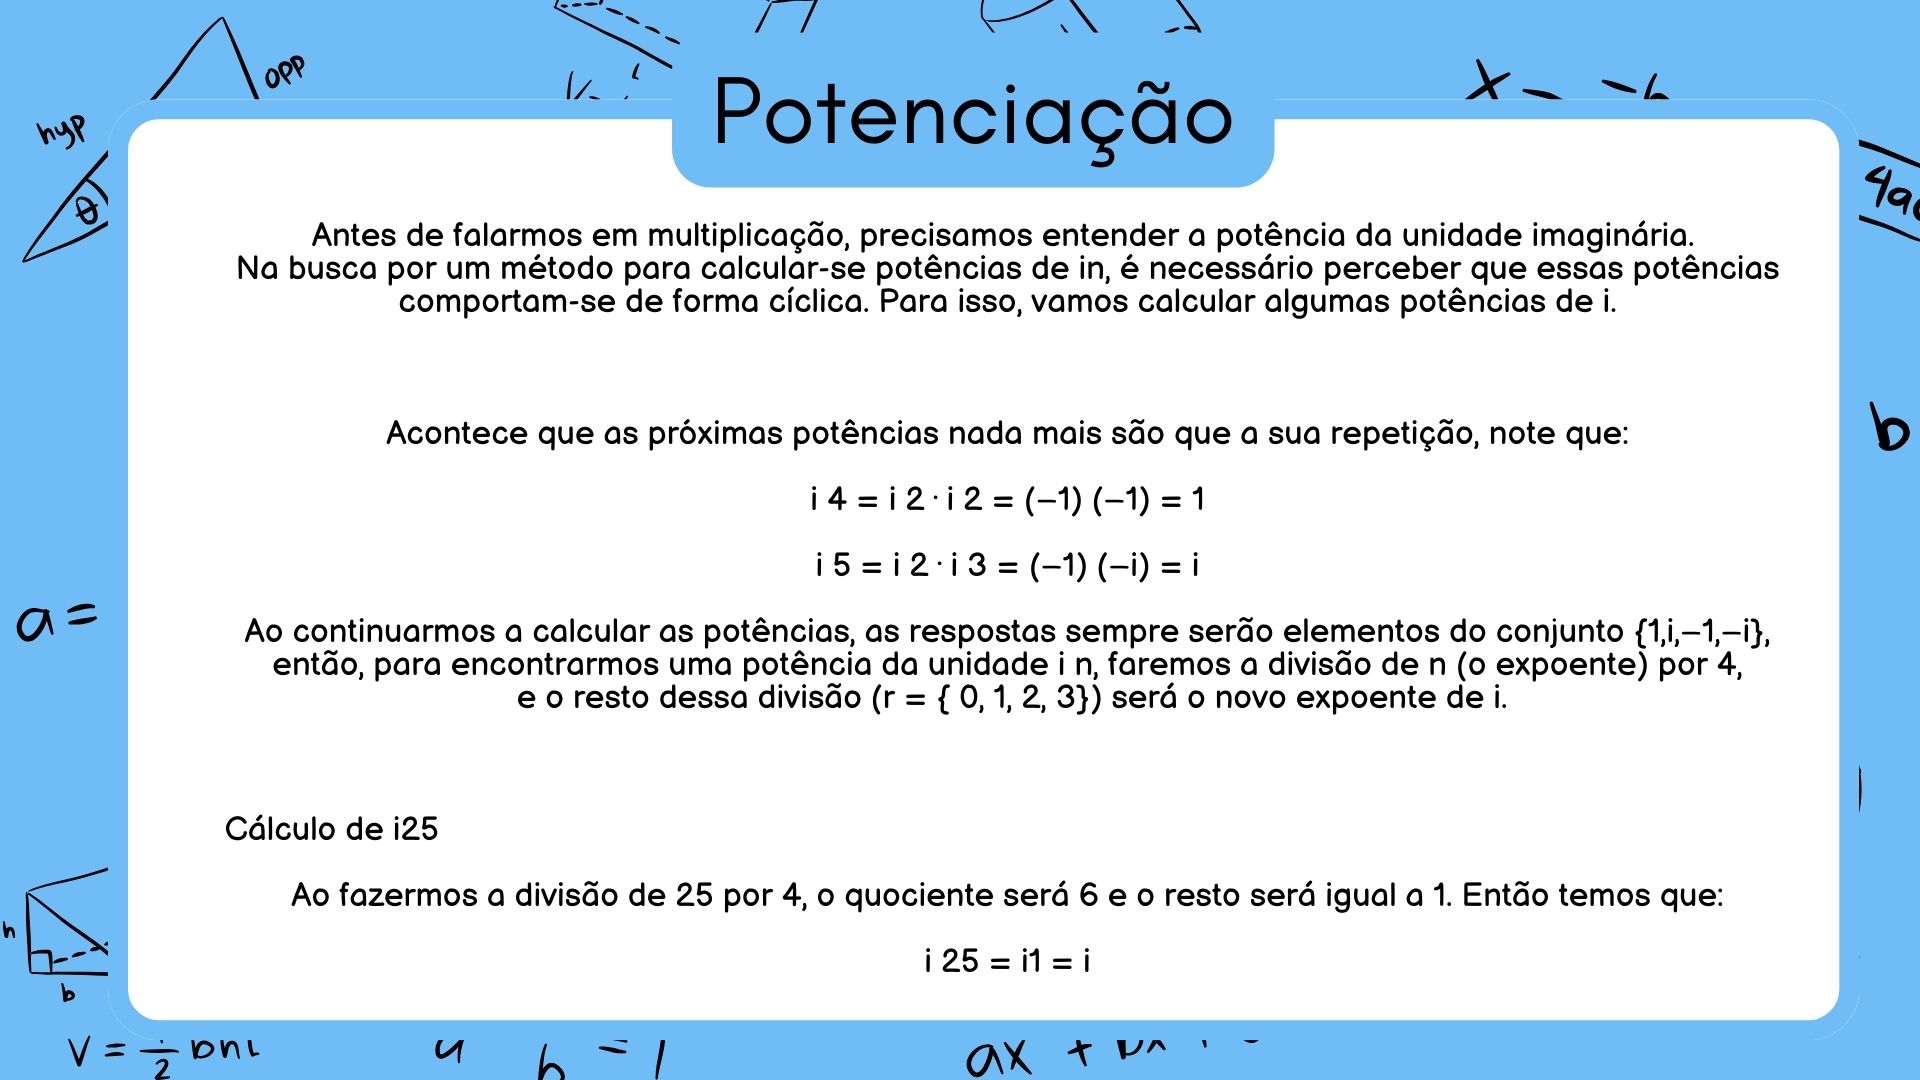 opp
hyp
θ
Potenciação
4ac
Antes de falarmos em multiplicação, precisamos entender a potência da unidade imaginária.
Na busca por um método para calcular-se potências de in, é necessário perceber que essas potências
comportam-se de forma cíclica. Para isso, vamos calcular algumas potências de i.
Acontece que as próximas potências nada mais são que a sua repetição, note que:
b
i 4 = i 2 · i 2 = (−1) (−1) = 1
i 5 = i 2 · i 3 = (−1) (−i) = i
a =
Ao continuarmos a calcular as potências, as respostas sempre serão elementos do conjunto {1,i,−1,−i},
então, para encontrarmos uma potência da unidade i n, faremos a divisão de n (o expoente) por 4,
e o resto dessa divisão (r = { 0, 1, 2, 3}) será o novo expoente de i.
Cálculo de i25
Ao fazermos a divisão de 25 por 4, o quociente será 6 e o resto será igual a 1. Então temos que:
h
i 25 = i1 = i
b
V =
2
b
ax +